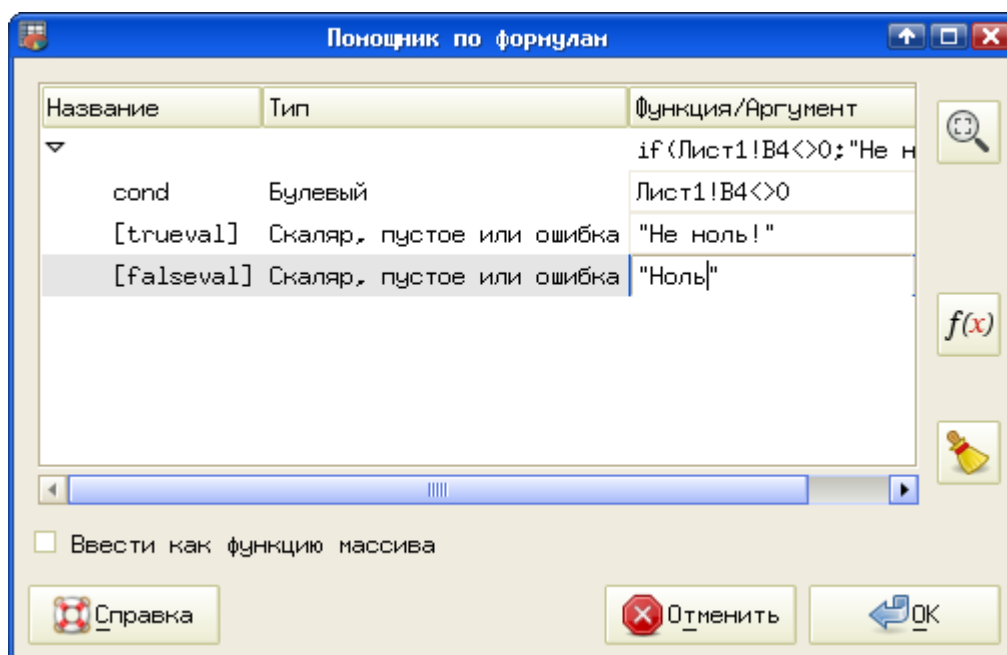 Помощник по формулам
Название Тип Функция/Аргумент
if(Лист1!B4<>0;"Не н
cond Булевый Лист1!B4<>0
[trueval] Скаляр, пустое или ошибка "Не ноль!"
[falseval] Скаляр, пустое или ошибка "Ноль"
f(x)
Ввести как функцию массива
Справка Отменить OK